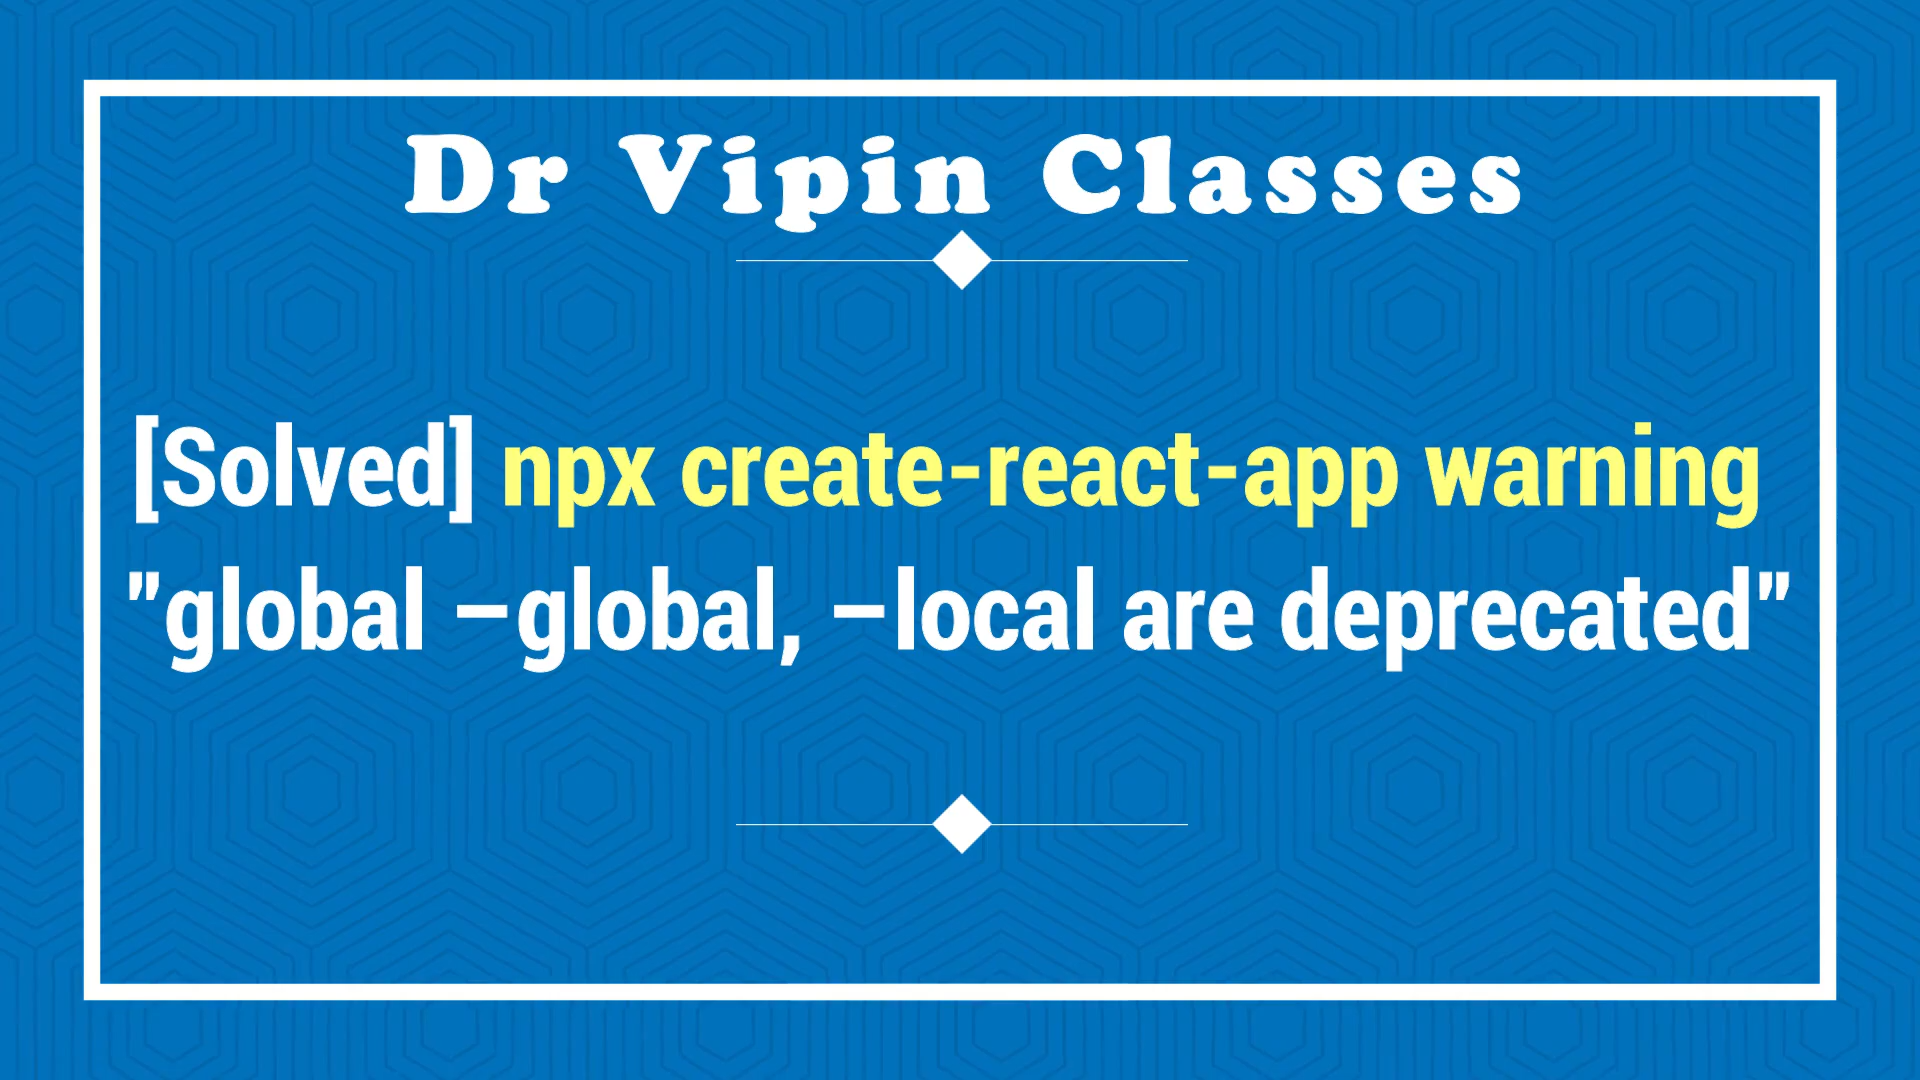 Dr Vipin Classes
[Solved] npx create-react-app warning
"global –global, –local are deprecated"